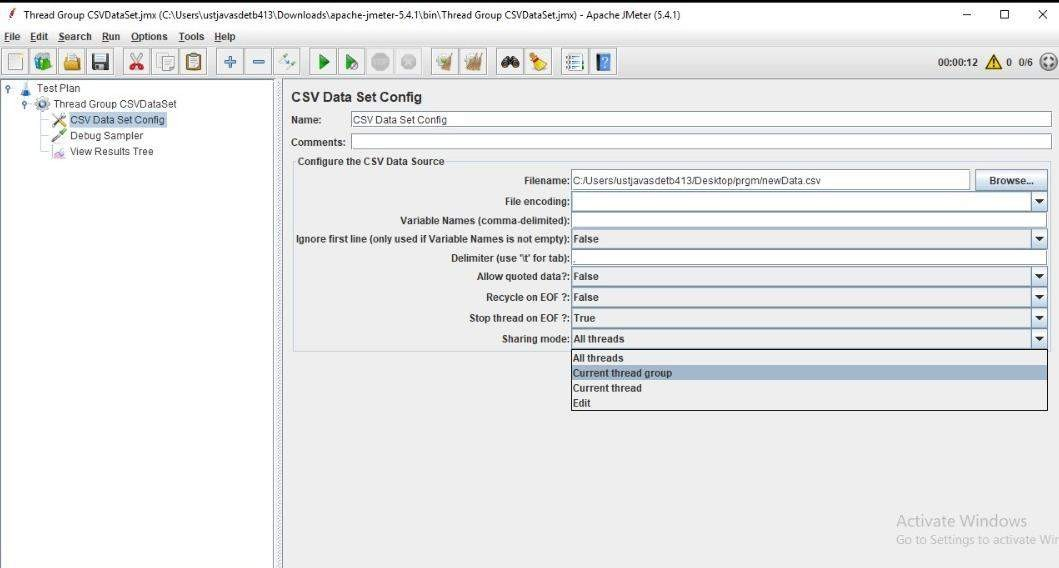 Thread Group CSVDataSet.jmx (C:\Users\ustjavasdetb413\Downloads\apache-jmeter-5.4.1\bin\Thread Group CSVDataSet.jmx) - Apache JMeter (5.4.1)
File Edit Search Run Options Tools Help
00:00:12 0 0/6
Test Plan
Thread Group CSVDataSet
CSV Data Set Config
Debug Sampler
View Results Tree
CSV Data Set Config
Name: CSV Data Set Config
Comments:
Configure the CSV Data Source
Filename: C:/Users/ustjavasdetb413/Desktop/prgm/newData.csv Browse...
File encoding:
Variable Names (comma-delimited):
Ignore first line (only used if Variable Names is not empty): False
Delimiter (use '\t' for tab): ,
Allow quoted data?: False
Recycle on EOF ?: False
Stop thread on EOF ?: True
Sharing mode: All threads
All threads
Current thread group
Current thread
Edit
Activate Windows
Go to Settings to activate Win